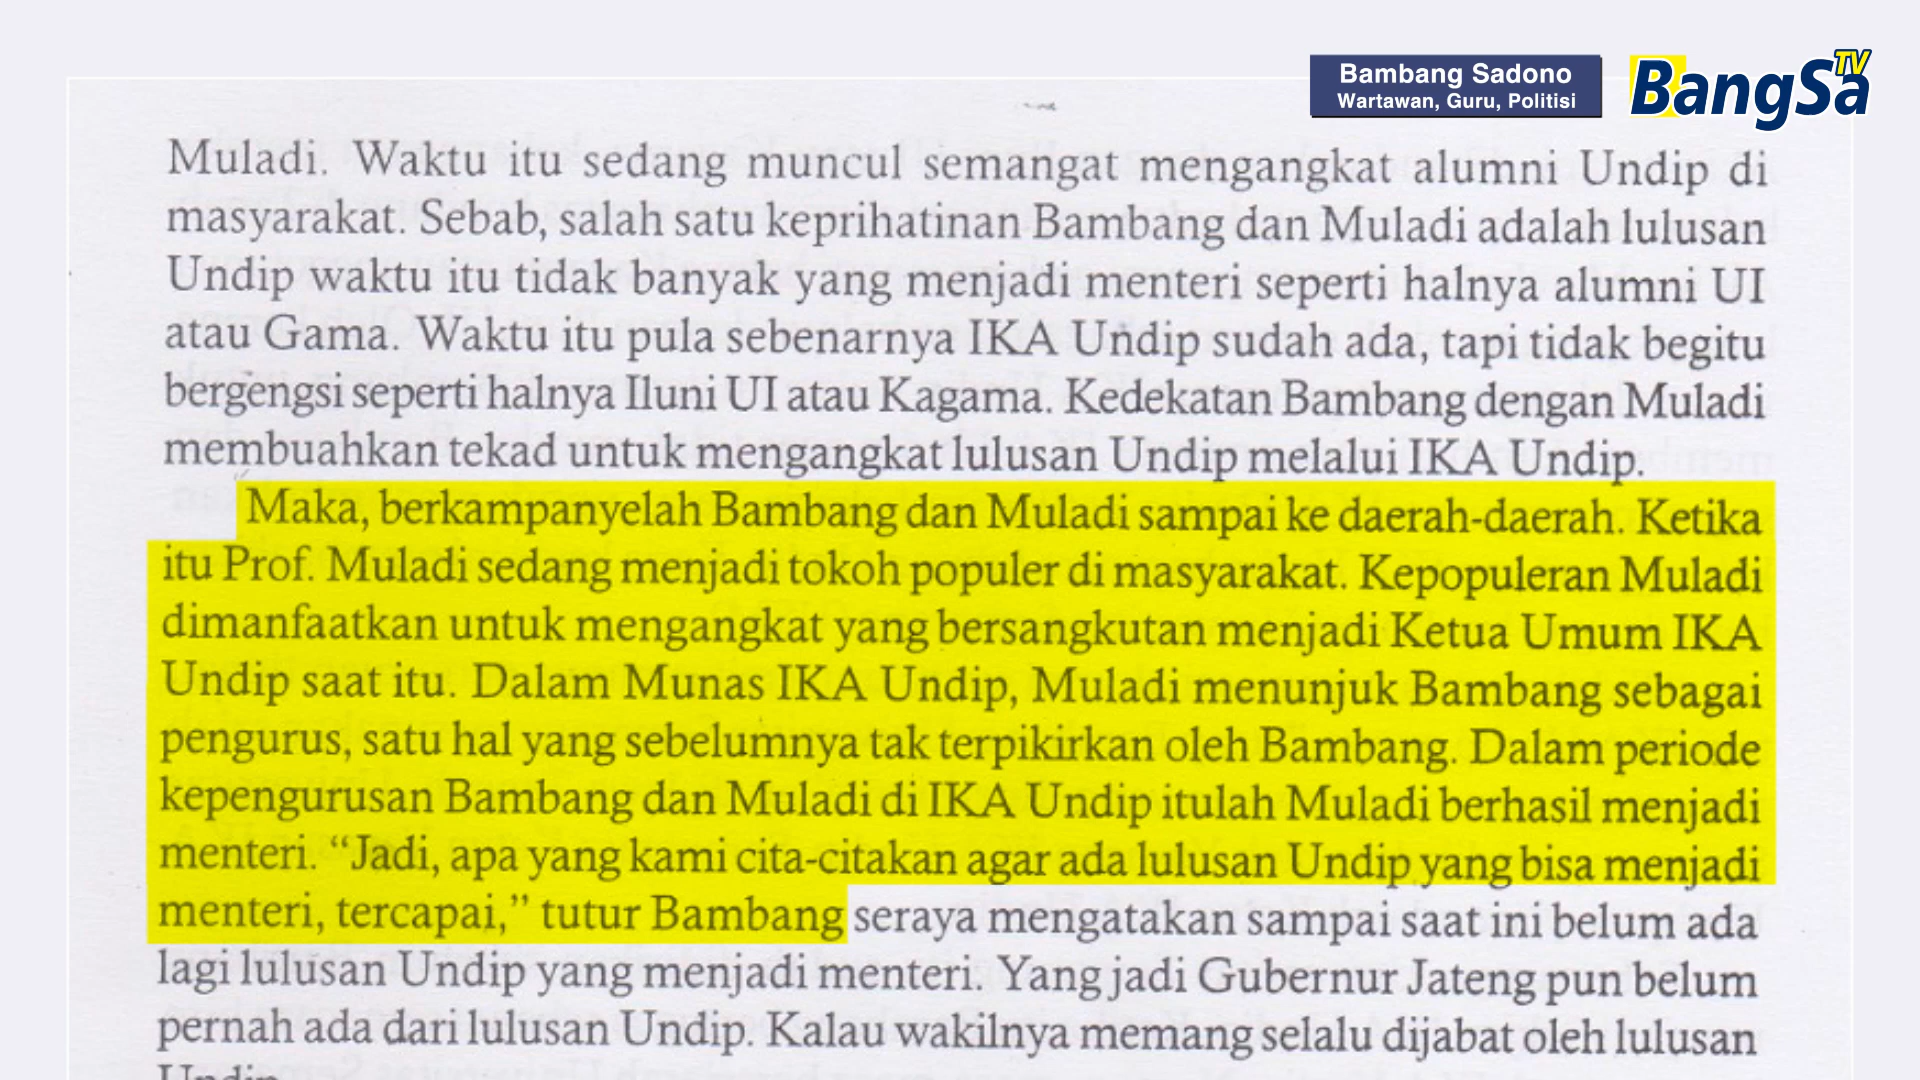 Bambang Sadono
Wartawan, Guru, Politisi
BangSa TV
Muladi. Waktu itu sedang muncul semangat mengangkat alumni Undip di
masyarakat. Sebab, salah satu keprihatinan Bambang dan Muladi adalah lulusan
Undip waktu itu tidak banyak yang menjadi menteri seperti halnya alumni UI
atau Gama. Waktu itu pula sebenarnya IKA Undip sudah ada, tapi tidak begitu
bergengsi seperti halnya Iluni UI atau Kagama. Kedekatan Bambang dengan Muladi
membuahkan tekad untuk mengangkat lulusan Undip melalui IKA Undip.
Maka, berkampanyelah Bambang dan Muladi sampai ke daerah-daerah. Ketika
itu Prof. Muladi sedang menjadi tokoh populer di masyarakat. Kepopuleran Muladi
dimanfaatkan untuk mengangkat yang bersangkutan menjadi Ketua Umum IKA
Undip saat itu. Dalam Munas IKA Undip, Muladi menunjuk Bambang sebagai
pengurus, satu hal yang sebelumnya tak terpikirkan oleh Bambang. Dalam periode
kepengurusan Bambang dan Muladi di IKA Undip itulah Muladi berhasil menjadi
menteri. “Jadi, apa yang kami cita-citakan agar ada lulusan Undip yang bisa menjadi
menteri, tercapai,” tutur Bambang seraya mengatakan sampai saat ini belum ada
lagi lulusan Undip yang menjadi menteri. Yang jadi Gubernur Jateng pun belum
pernah ada dari lulusan Undip. Kalau wakilnya memang selalu dijabat oleh lulusan